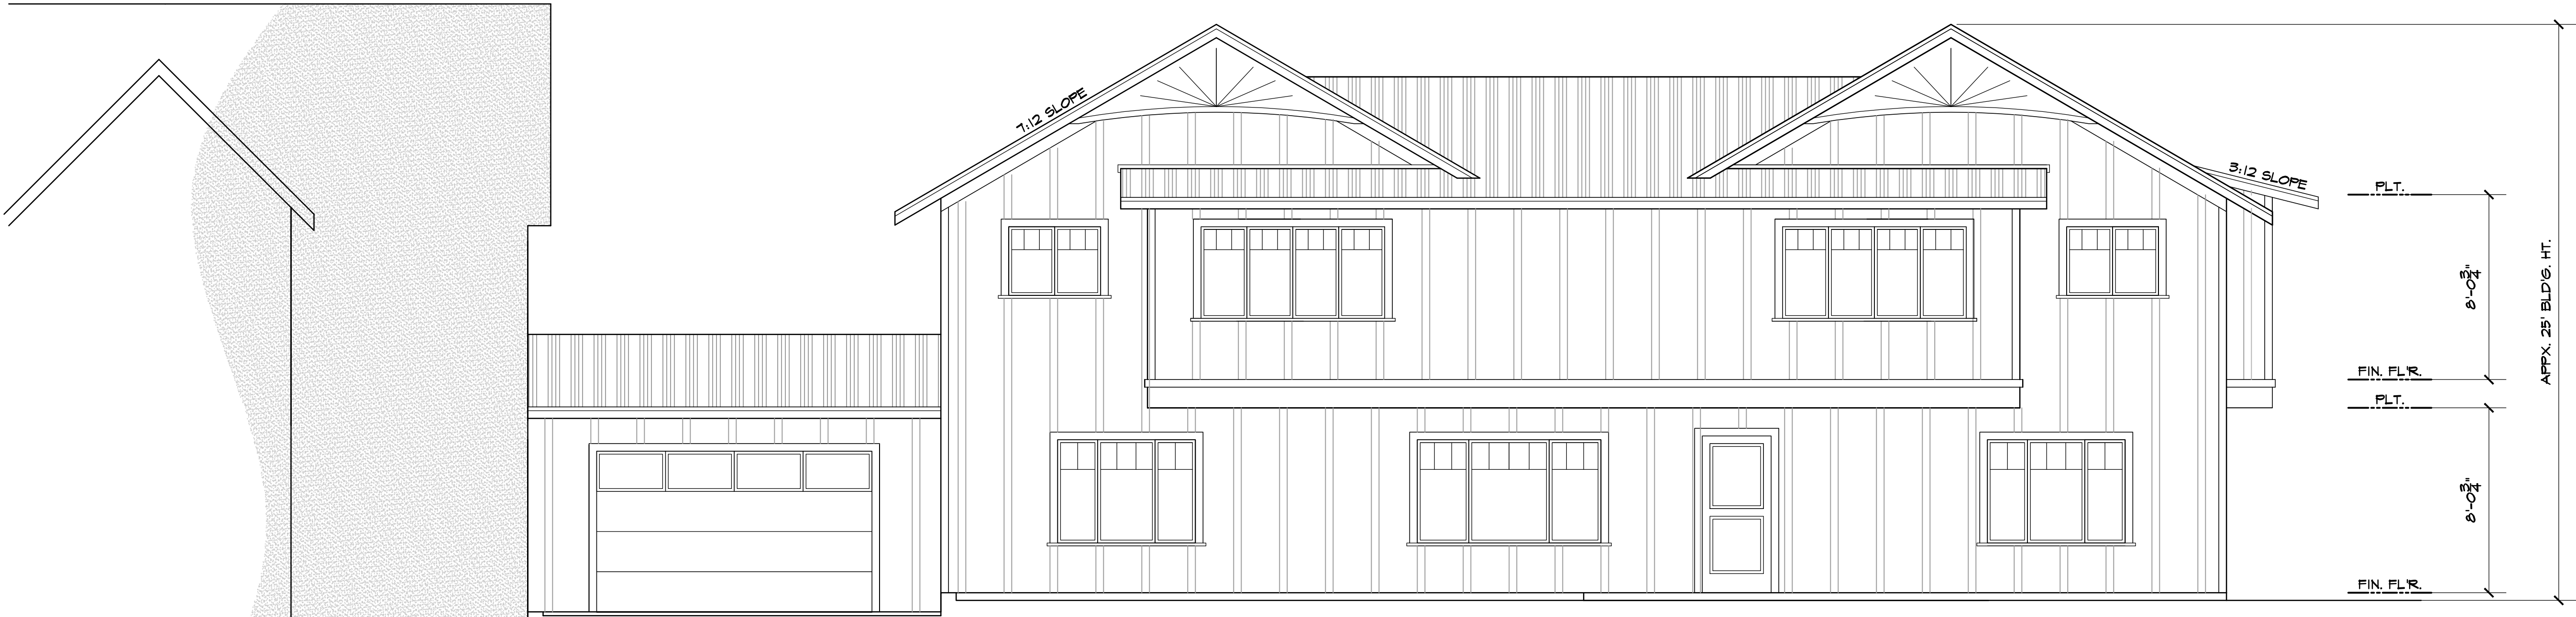 7:12 SLOPE
3:12 SLOPE
PLT.
8'-0 3/4"
FIN. FL'R.
PLT.
8'-0 3/4"
FIN. FL'R.
APPX. 25' BLD'G. HT.